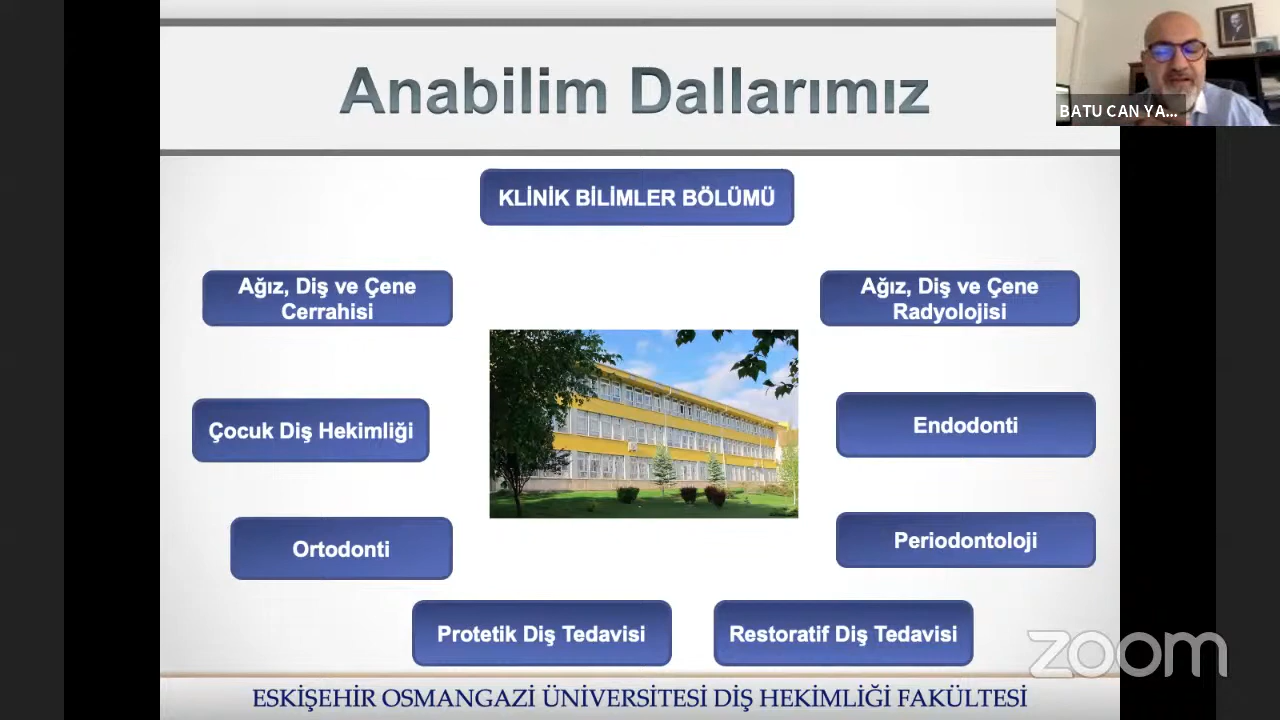 Anabilim Dallarımız
BATU CAN YA...
KLİNİK BİLİMLER BÖLÜMÜ
Ağız, Diş ve Çene
Cerrahisi
Ağız, Diş ve Çene
Radyolojisi
Çocuk Diş Hekimliği
Endodonti
Ortodonti
Periodontoloji
Protetik Diş Tedavisi
Restoratif Diş Tedavisi
zoom
ESKİŞEHİR OSMANGAZİ ÜNİVERSİTESİ DİŞ HEKİMLİĞİ FAKÜLTESİ